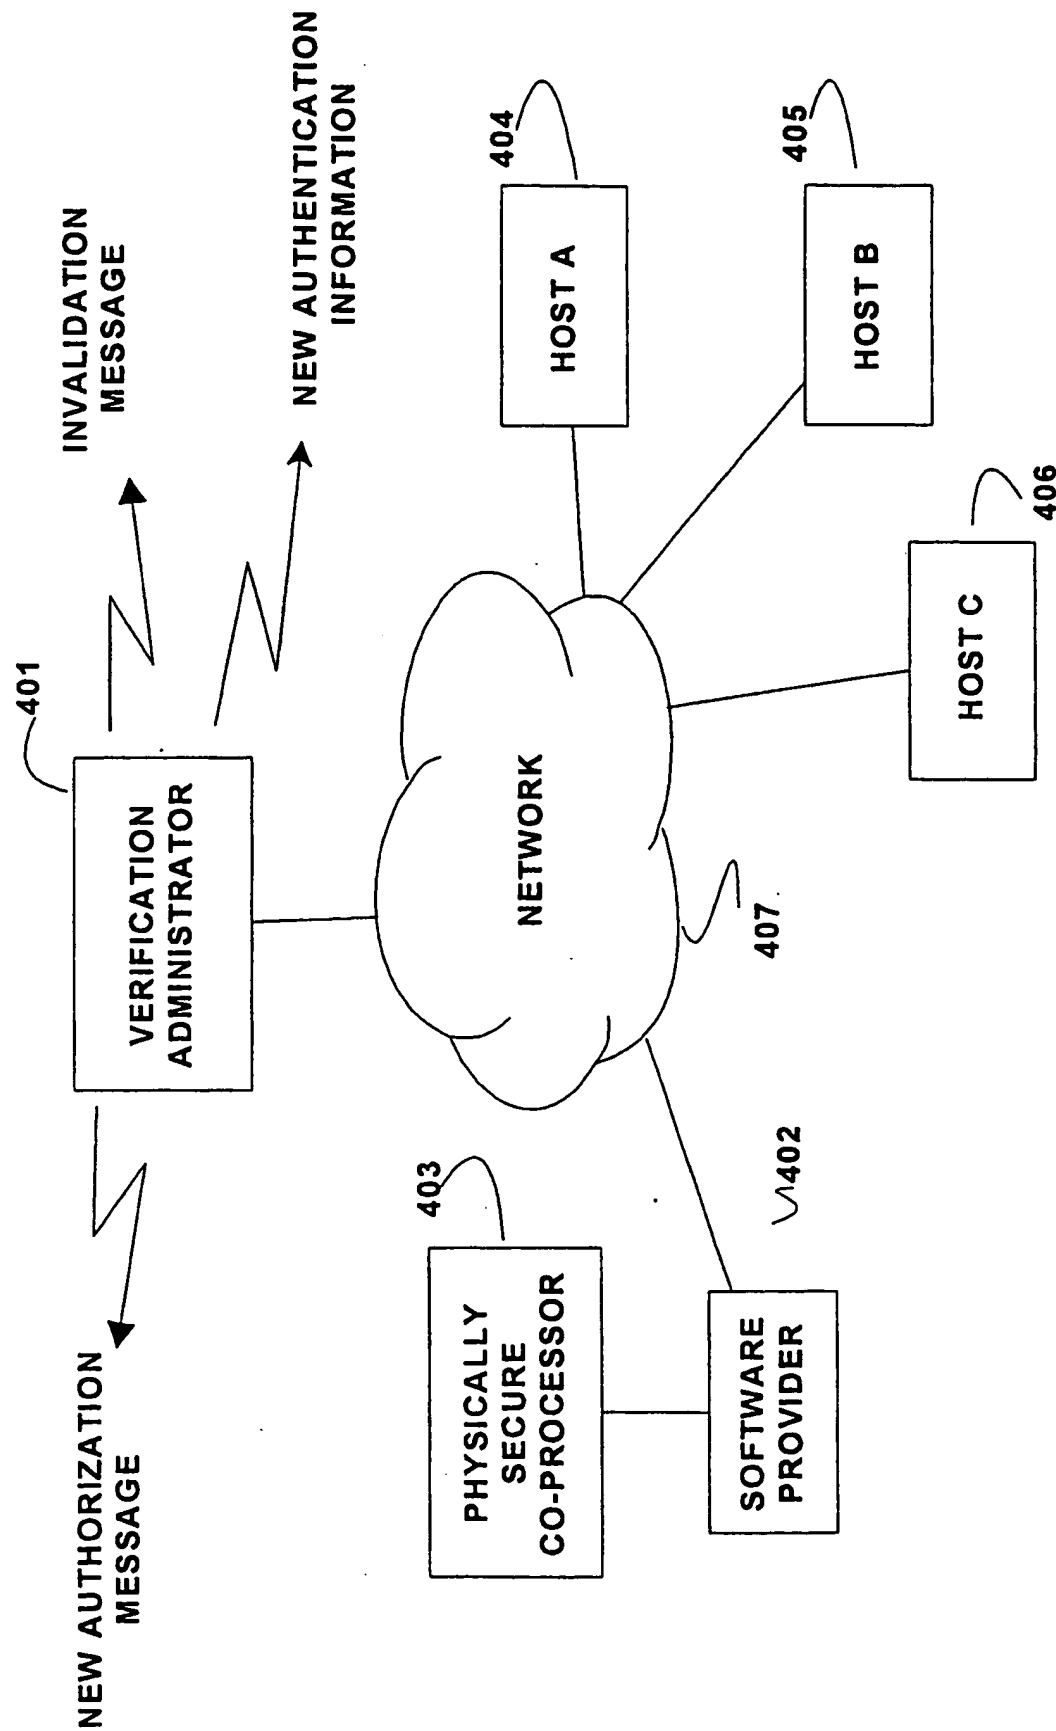 NEW AUTHORIZATION
MESSAGE
401
VERIFICATION
ADMINISTRATOR
INVALIDATION
MESSAGE
NEW AUTHENTICATION
INFORMATION
403
PHYSICALLY
SECURE
CO-PROCESSOR
NETWORK
404
HOST A
402
SOFTWARE
PROVIDER
407
405
HOST B
406
HOST C